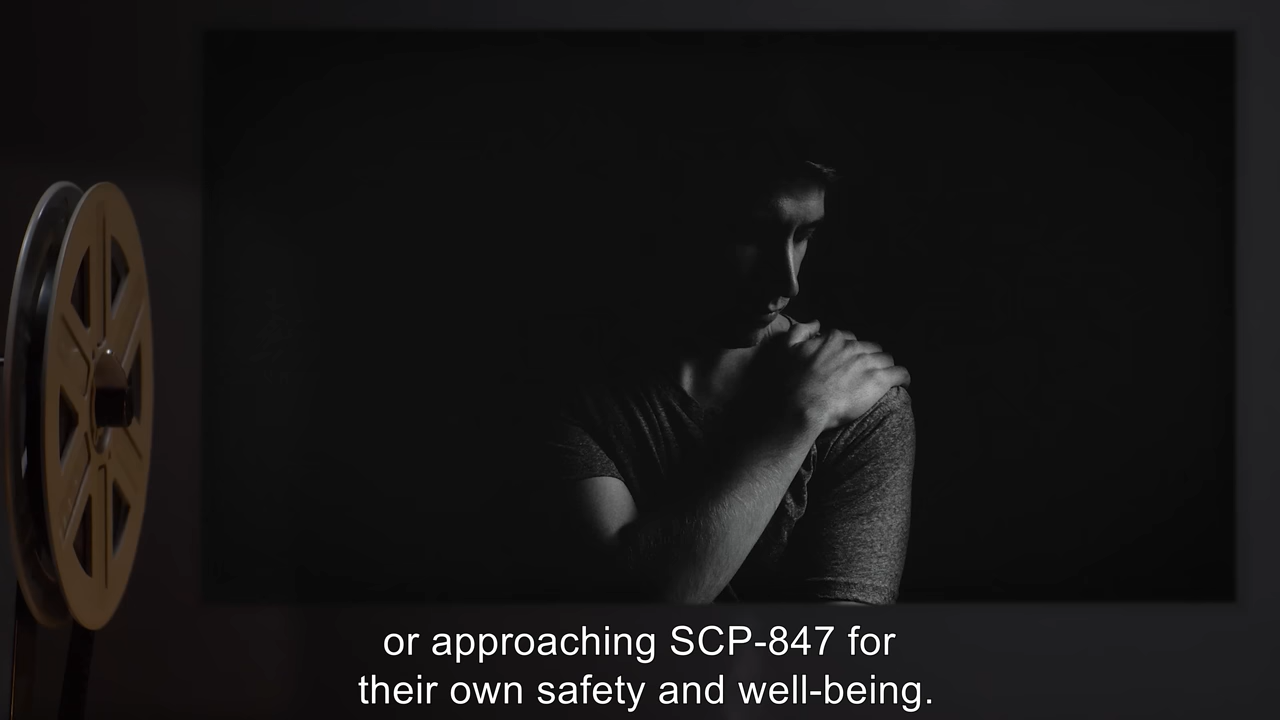 or approaching SCP-847 for
their own safety and well-being.